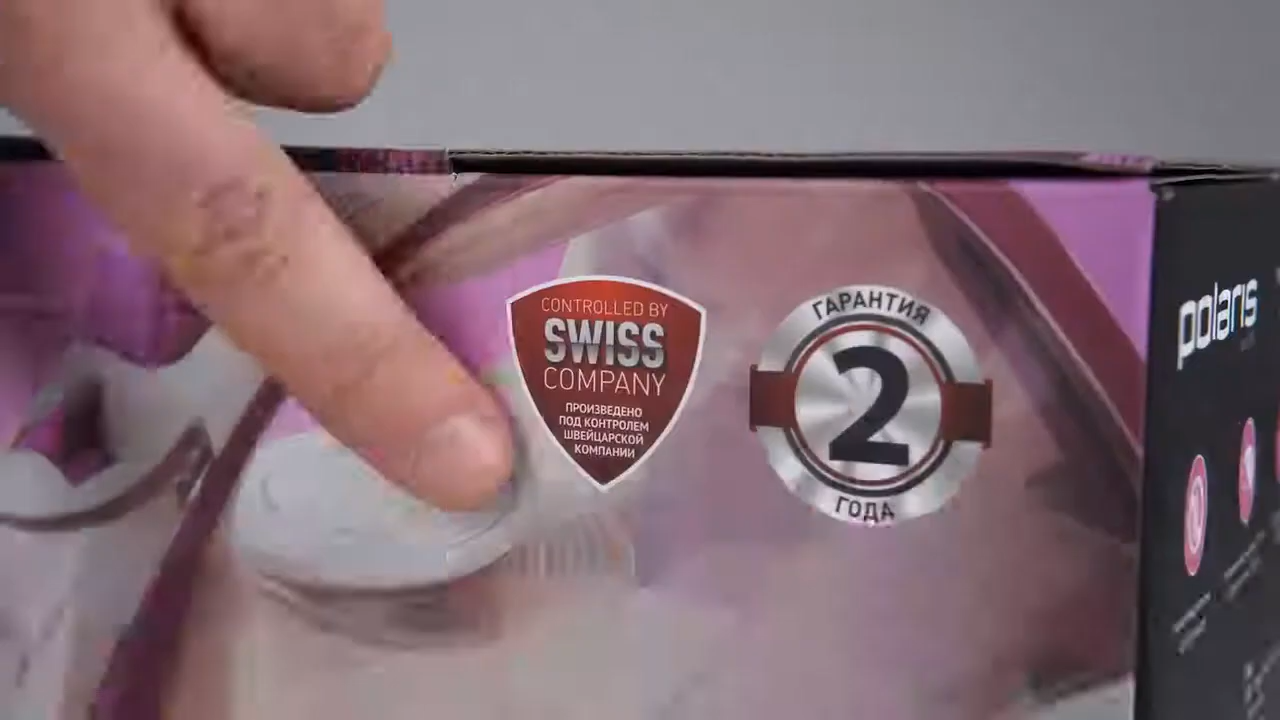 CONTROLLED BY
SWISS
COMPANY
ПРОИЗВЕДЕНО
ПОД КОНТРОЛЕМ
ШВЕЙЦАРСКОЙ
КОМПАНИИ
ГАРАНТИЯ
2
ГОДА
polaris